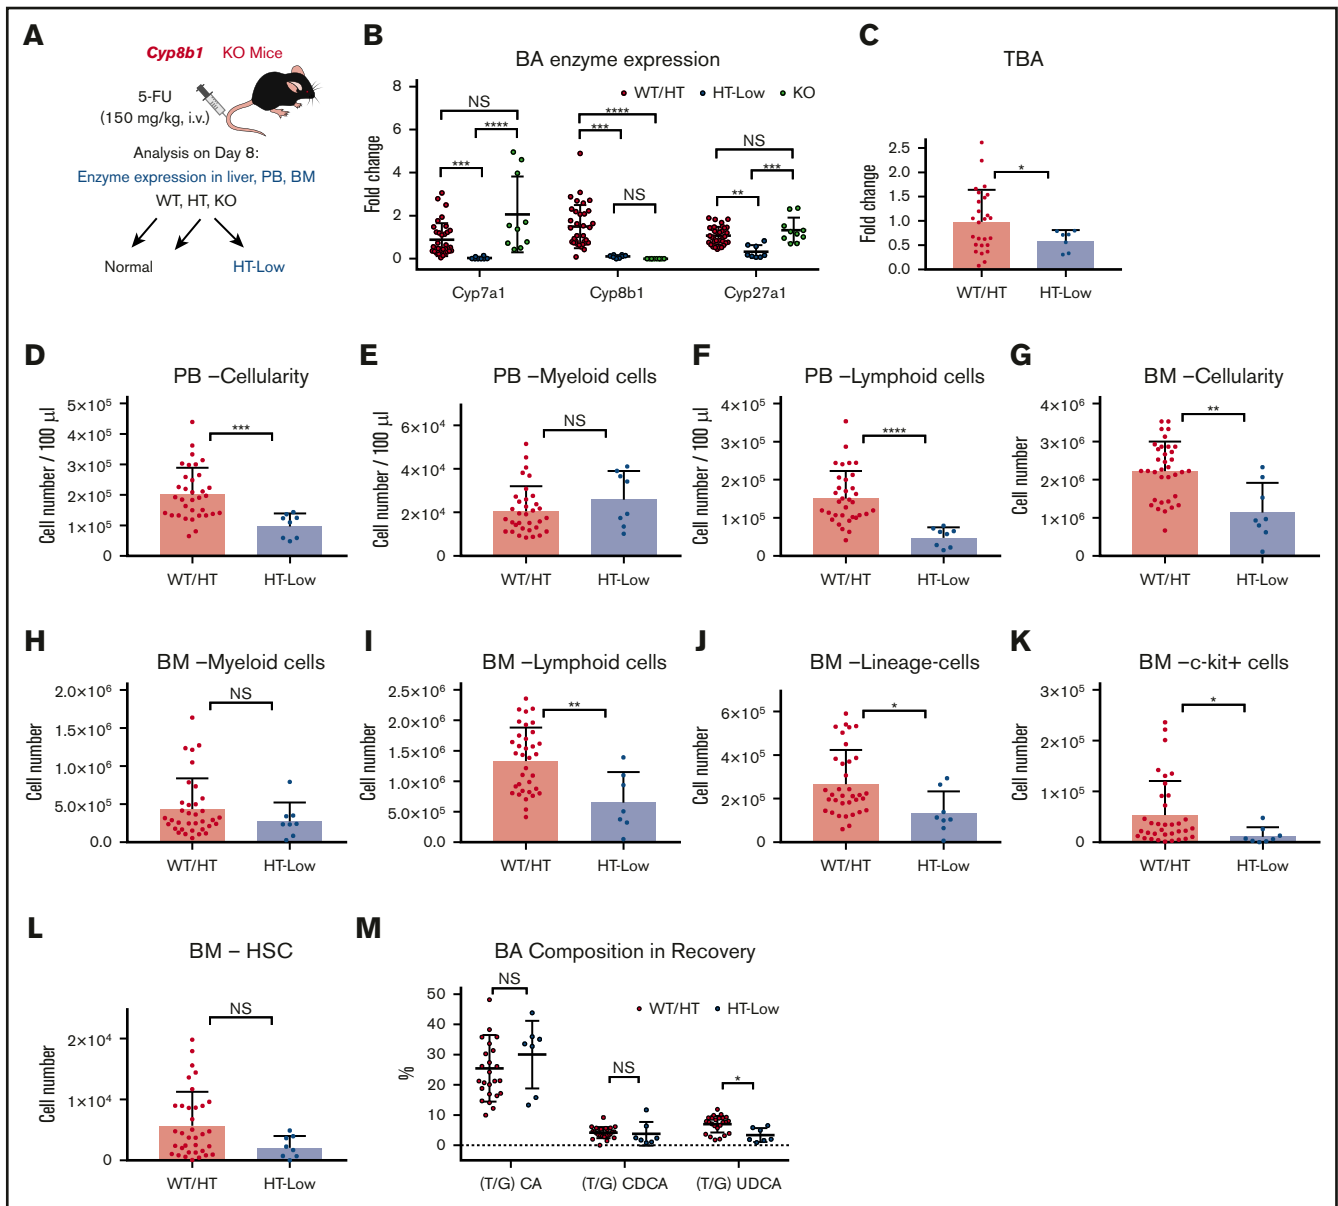 A
Cyp8b1 KO Mice
5-FU
(150 mg/kg, i.v.)
Analysis on Day 8:
Enzyme expression in liver, PB, BM
WT, HT, KO
Normal
HT-Low
B
BA enzyme expression
WT/HT
HT-Low
KO
Fold change
8
6
4
2
0
NS
****
***
****
***
NS
NS
***
**
Cyp7a1
Cyp8b1
Cyp27a1
C
TBA
Fold change
2.5
2.0
1.5
1.0
0.5
0.0
*
WT/HT
HT-Low
D
PB –Cellularity
Cell number / 100 µl
5×10⁵
4×10⁵
3×10⁵
2×10⁵
1×10⁵
0
***
WT/HT
HT-Low
E
PB –Myeloid cells
Cell number / 100 µl
6×10⁴
4×10⁴
2×10⁴
0
NS
WT/HT
HT-Low
F
PB –Lymphoid cells
Cell number / 100 µl
4×10⁵
3×10⁵
2×10⁵
1×10⁵
0
****
WT/HT
HT-Low
G
BM –Cellularity
Cell number
4×10⁶
3×10⁶
2×10⁶
1×10⁶
0
**
WT/HT
HT-Low
H
BM –Myeloid cells
Cell number
2.0×10⁶
1.5×10⁶
1.0×10⁶
5.0×10⁵
0.0
NS
WT/HT
HT-Low
I
BM –Lymphoid cells
Cell number
2.5×10⁶
2.0×10⁶
1.5×10⁶
1.0×10⁶
5.0×10⁵
0.0
**
WT/HT
HT-Low
J
BM –Lineage-cells
Cell number
6×10⁵
4×10⁵
2×10⁵
0
*
WT/HT
HT-Low
K
BM –c-kit+ cells
Cell number
3×10⁵
2×10⁵
1×10⁵
0
*
WT/HT
HT-Low
L
BM – HSC
Cell number
2×10⁴
1×10⁴
0
NS
WT/HT
HT-Low
M
BA Composition in Recovery
WT/HT
HT-Low
%
50
40
30
20
10
0
NS
NS
*
(T/G) CA
(T/G) CDCA
(T/G) UDCA